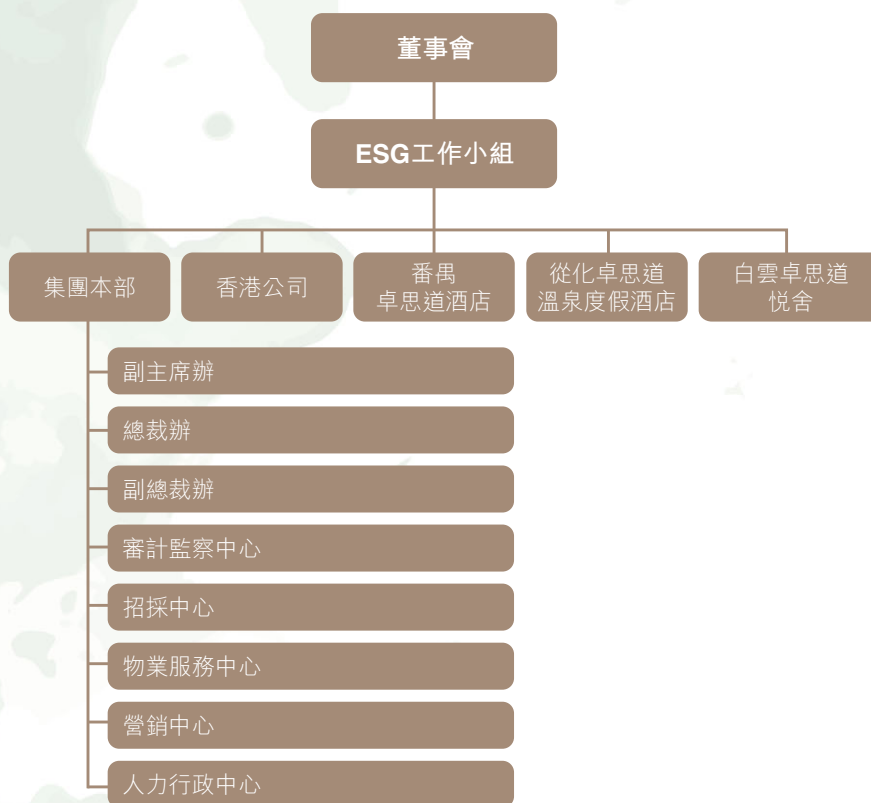 董事會
ESG工作小組
集團本部
香港公司
番禺
卓思道酒店
從化卓思道
溫泉度假酒店
白雲卓思道
悦舍
副主席辦
總裁辦
副總裁辦
審計監察中心
招採中心
物業服務中心
營銷中心
人力行政中心